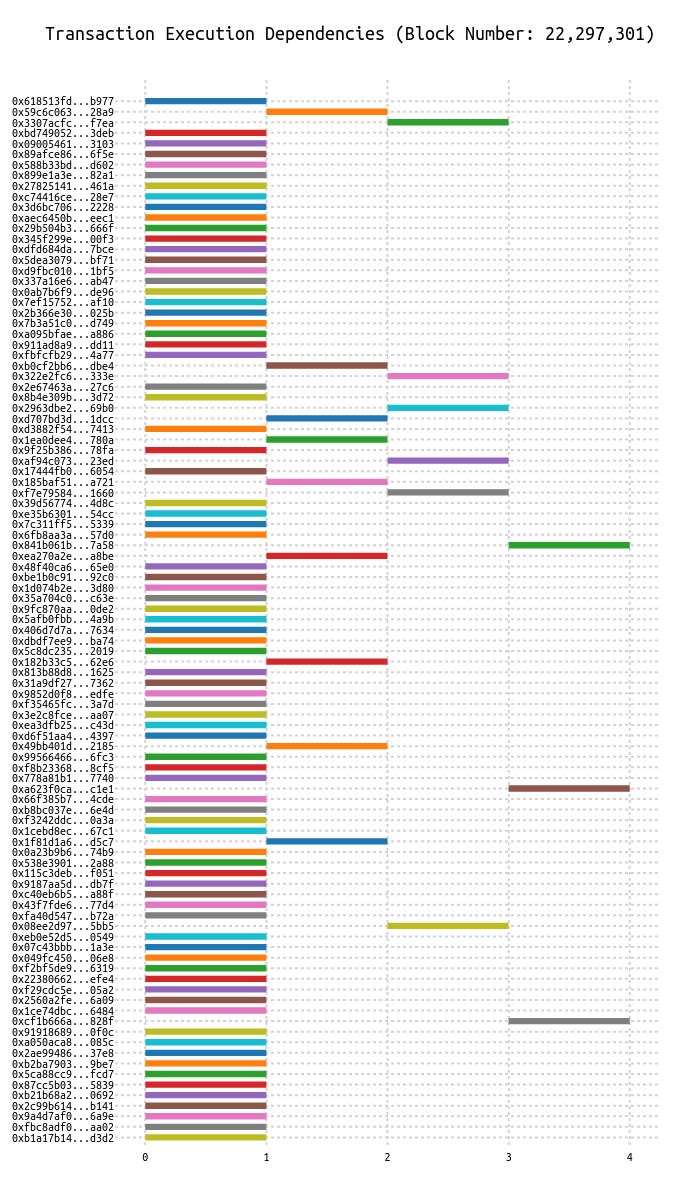 Transaction Execution Dependencies (Block Number: 22,297,301)
0x618513fd...b977
0x59c6c063...28a9
0x3307acfc...f7ea
0xbd749052...3deb
0x09005461...3103
0x89afce86...6f5e
0x588b33bd...d602
0x899e1a3e...82a1
0x27825141...461a
0xc74416ce...28e7
0x3d6bc706...2228
0xaec6450b...eec1
0x29b504b3...666f
0x345f299e...00f3
0xdfd684da...7bce
0x5dea3079...bf71
0xd9fbc010...1bf5
0x337a16e6...ab47
0x0ab7b6f9...de96
0x7ef15752...af10
0x2b366e30...025b
0x7b3a51c0...d749
0xa095bfae...a886
0x911ad8a9...dd11
0xfbfcfb29...4a77
0xb0cf2bb6...dbe4
0x322e2fc6...333e
0x2e67463a...27c6
0x8b4e309b...3d72
0x2963dbe2...69b0
0xd707bd3d...1dcc
0xd3882f54...7413
0x1ea0dee4...780a
0x9f25b386...78fa
0xaf94c073...23ed
0x17444fb0...6054
0x185baf51...a721
0xf7e79584...1660
0x39d56774...4d8c
0xe35b6301...54cc
0x7c311ff5...5339
0x6fb8aa3a...57d0
0x841b061b...7a58
0xea270a2e...a8be
0x48f40ca6...65e0
0xbe1b0c91...92c0
0x1d074b2e...3d80
0x35a704c0...c63e
0x9fc870aa...0de2
0x5afb0fbb...4a9b
0x406d7d7a...7634
0xdbdf7ee9...ba74
0x5c8dc235...2019
0x182b33c5...62e6
0x813b88d8...1625
0x31a9df27...7362
0x9852d0f8...edfe
0xf35465fc...3a7d
0x3e2c8fce...aa07
0xea3dfb25...c43d
0xd6f51aa4...4397
0x49bb401d...2185
0x99566466...6fc3
0xf8b23368...8cf5
0x778a81b1...7740
0xa623f0ca...c1e1
0x66f385b7...4cde
0xb8bc037e...6e4d
0xf3242ddc...0a3a
0x1cebd8ec...67c1
0x1f81d1a6...d5c7
0x0a23b9b6...74b9
0x538e3901...2a88
0x115c3deb...f051
0x9187aa5d...db7f
0xc40eb6b5...a88f
0x43f7fde6...77d4
0xfa40d547...b72a
0x08ee2d97...5bb5
0xeb0e52d5...0549
0x07c43bbb...1a3e
0x049fc450...06e8
0xf2bf5de9...6319
0x22380662...efe4
0xf29cdc5e...05a2
0x2560a2fe...6a09
0x1ce74dbc...6484
0xcf1b666a...828f
0x91918689...0f0c
0xa050aca8...085c
0x2ae99486...37e8
0xb2ba7903...9be7
0x5ca88cc9...fcd7
0x87cc5b03...5839
0xb21b68a2...0692
0x2c99b614...b141
0x9a4d7af0...6a9e
0xfbc8adf0...aa02
0xb1a17b14...d3d2
0 1 2 3 4